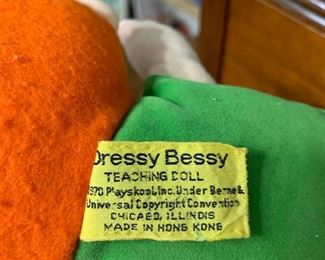 Dressy Bessy
TEACHING DOLL
1970 Playskool, Inc. Under Berne &
Universal Copyright Convention
CHICAGO, ILLINOIS
MADE IN HONG KONG